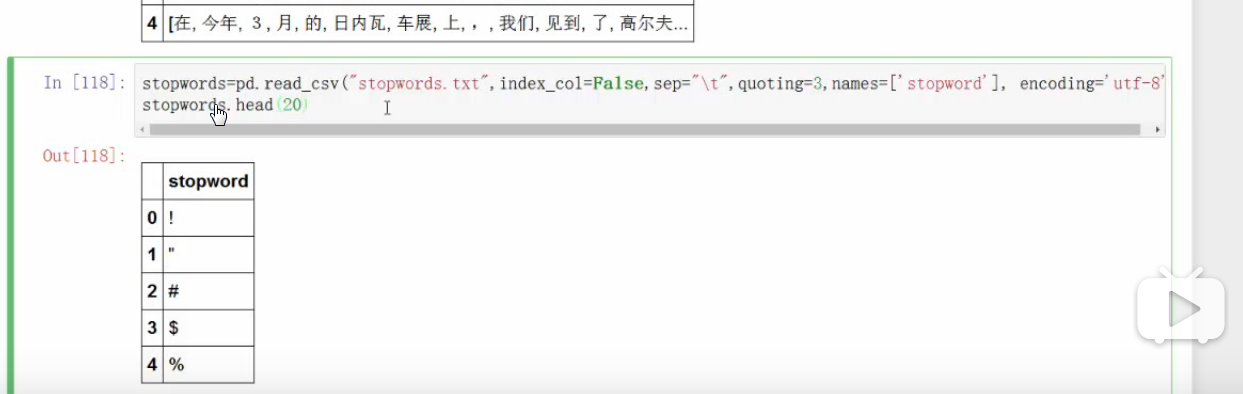 4 [在, 今年, 3, 月, 的, 日内瓦, 车展, 上, ，, 我们, 见到, 了, 高尔夫...
In [118]: stopwords=pd.read_csv("stopwords.txt",index_col=False,sep="\t",quoting=3,names=['stopword'], encoding='utf-8'
stopwords.head(20)
Out[118]:
stopword
0 !
1 "
2 #
3 $
4 %